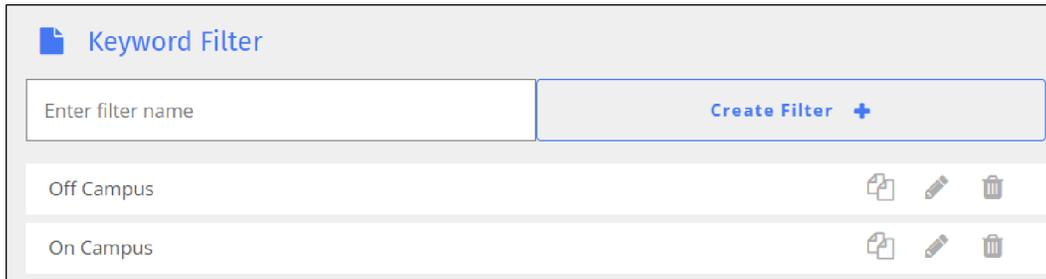 Keyword Filter
Enter filter name
Create Filter
Off Campus
On Campus